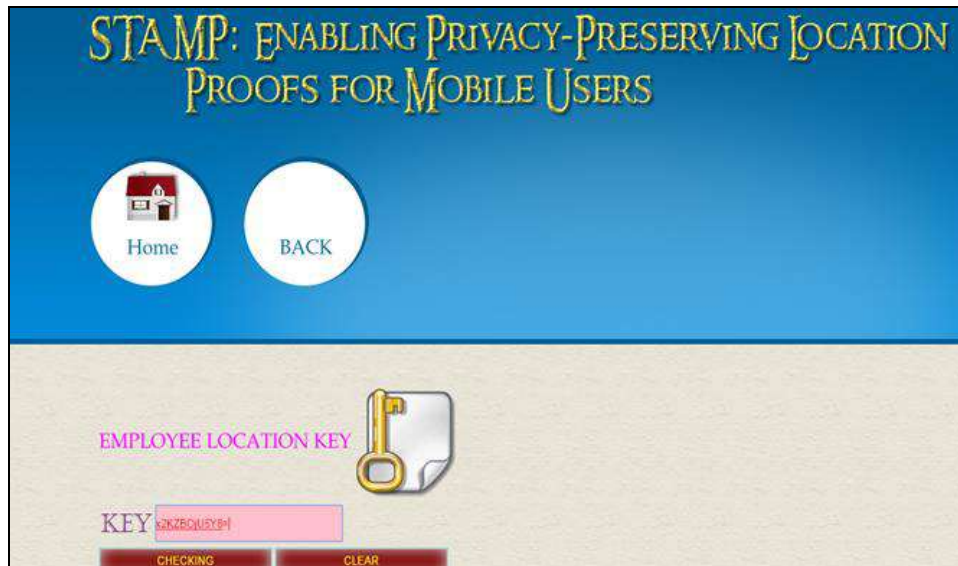 STAMP: ENABLING PRIVACY-PRESERVING LOCATION
PROOFS FOR MOBILE USERS
Home
BACK
EMPLOYEE LOCATION KEY
KEY
CHECKING CLEAR